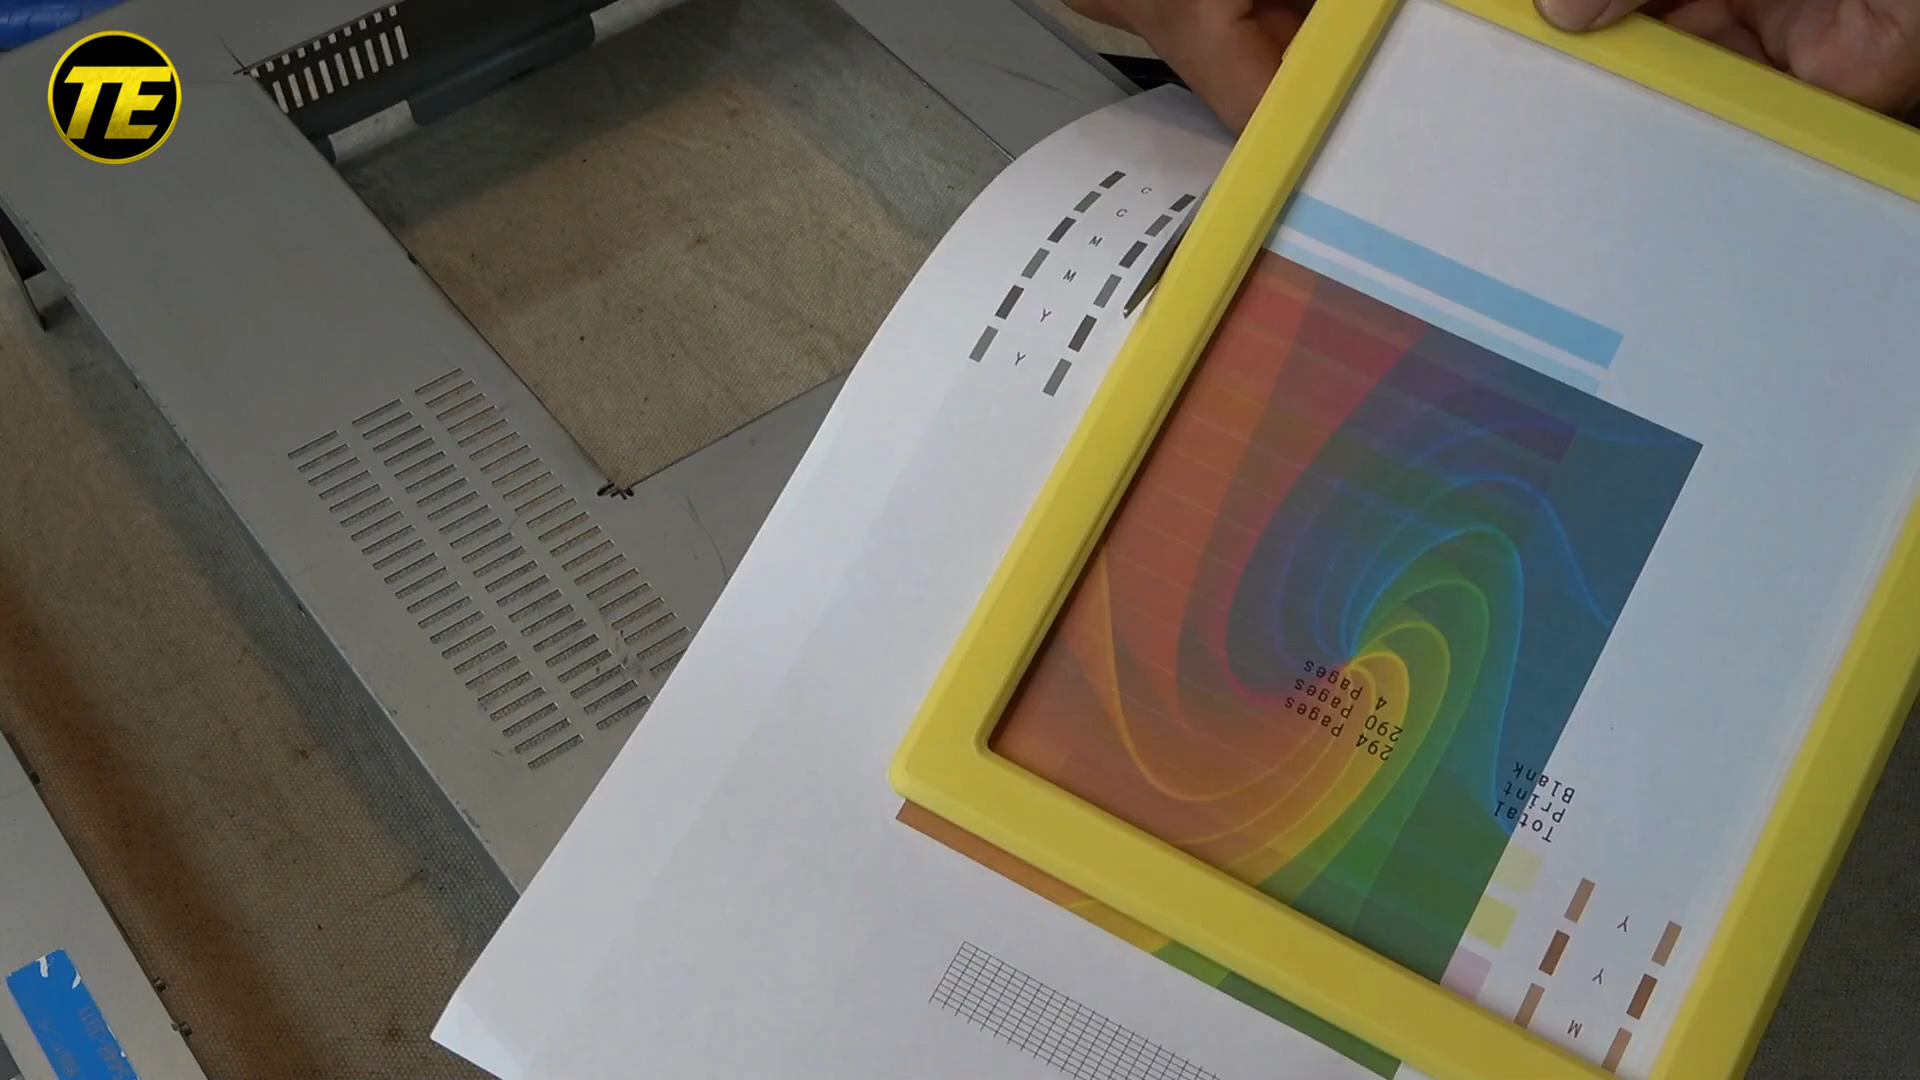 TE
C
C
M
M
Y
Y
Total 294 Pages
Print 290 Pages
Blank 4 Pages
Y
Y
M